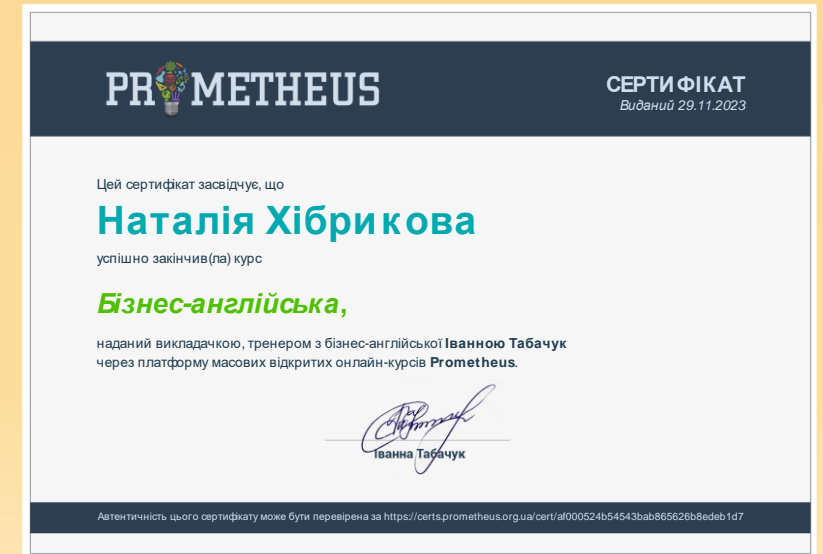 PROMETHEUS
СЕРТИФІКАТ
Виданий 29.11.2023
Цей сертифікат засвідчує, що
Наталія Хібрикова
успішно закінчив(ла) курс
Бізнес-англійська,
наданий викладачкою, тренером з бізнес-англійської Іванною Табачук
через платформу масових відкритих онлайн-курсів Prometheus.
Іванна Табачук
Автентичність цього сертифікату може бути перевірена за https://certs.prometheus.org.ua/cert/af000524b54543bab865626b8edeb1d7